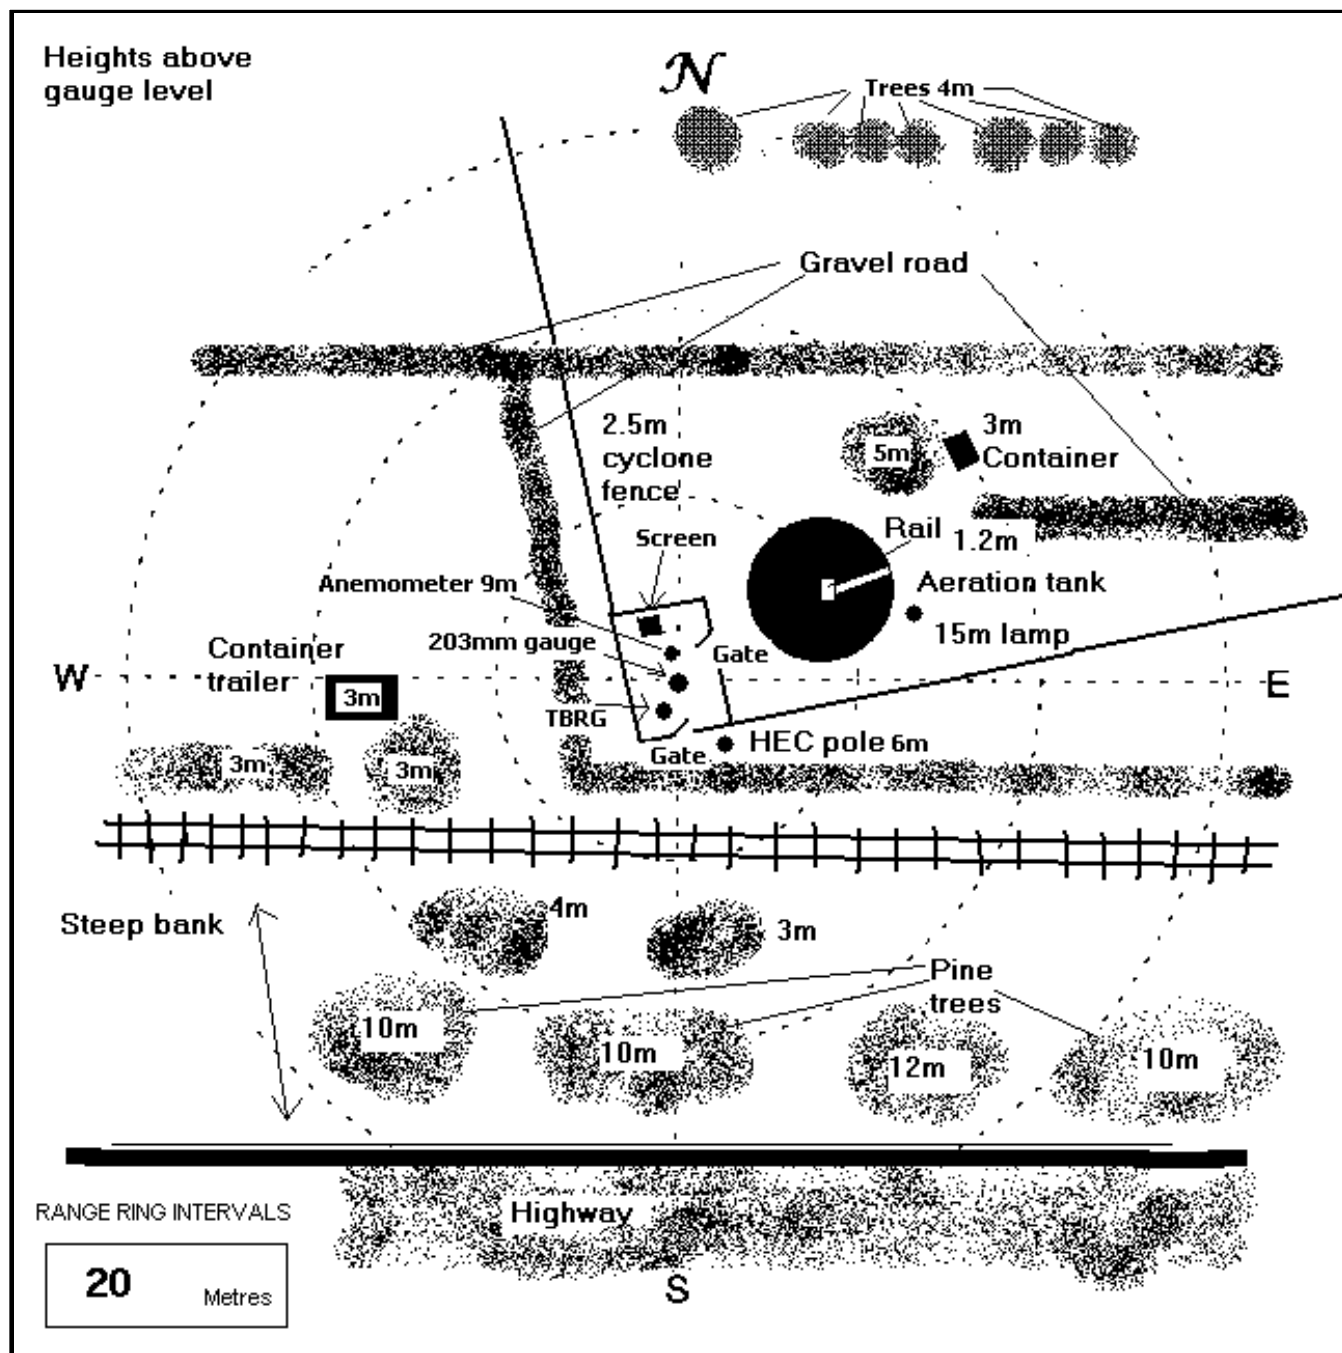 Heights above
gauge level
N
Trees 4m
Gravel road
2.5m
cyclone
fence
5m
3m
Container
Screen
Rail
1.2m
Anemometer 9m
Aeration tank
203mm gauge
15m lamp
Container
trailer
Gate
W
3m
E
TBRG
HEC pole 6m
Gate
3m
3m
4m
3m
Steep bank
Pine
trees
10m
10m
12m
10m
Highway
RANGE RING INTERVALS
20 Metres
S